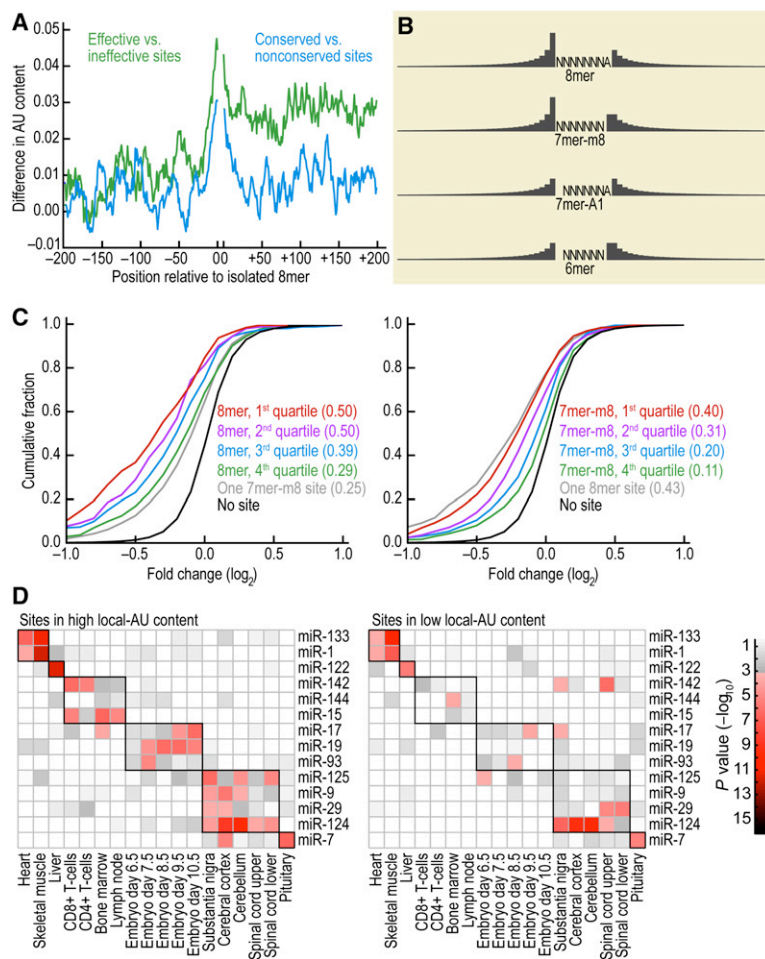 A
Effective vs.
ineffective sites
Conserved vs.
nonconserved sites
Difference in AU content
0.05
0.04
0.03
0.02
0.01
0.00
−0.01
−200 −150 −100 −50 00 +50 +100 +150 +200
Position relative to isolated 8mer
B
NNNNNNNA
8mer
NNNNNNN
7mer-m8
NNNNNNA
7mer-A1
NNNNNN
6mer
C
Cumulative fraction
1.0
0.8
0.6
0.4
0.2
0.0
8mer, 1st quartile (0.50)
8mer, 2nd quartile (0.50)
8mer, 3rd quartile (0.39)
8mer, 4th quartile (0.29)
One 7mer-m8 site (0.25)
No site
−1.0 −0.5 0.0 0.5 1.0
Fold change (log2)
1.0
0.8
0.6
0.4
0.2
0.0
7mer-m8, 1st quartile (0.40)
7mer-m8, 2nd quartile (0.31)
7mer-m8, 3rd quartile (0.20)
7mer-m8, 4th quartile (0.11)
One 8mer site (0.43)
No site
−1.0 −0.5 0.0 0.5 1.0
Fold change (log2)
D
Sites in high local-AU content
miR-133
miR-1
miR-122
miR-142
miR-144
miR-15
miR-17
miR-19
miR-93
miR-125
miR-9
miR-29
miR-124
miR-7
Heart
Skeletal muscle
Liver
CD8+ T-cells
CD4+ T-cells
Bone marrow
Lymph node
Embryo day 6.5
Embryo day 7.5
Embryo day 8.5
Embryo day 9.5
Embryo day 10.5
Substantia nigra
Cerebral cortex
Cerebellum
Spinal cord upper
Spinal cord lower
Pituitary
Sites in low local-AU content
miR-133
miR-1
miR-122
miR-142
miR-144
miR-15
miR-17
miR-19
miR-93
miR-125
miR-9
miR-29
miR-124
miR-7
Heart
Skeletal muscle
Liver
CD8+ T-cells
CD4+ T-cells
Bone marrow
Lymph node
Embryo day 6.5
Embryo day 7.5
Embryo day 8.5
Embryo day 9.5
Embryo day 10.5
Substantia nigra
Cerebral cortex
Cerebellum
Spinal cord upper
Spinal cord lower
Pituitary
1
3
5
7
9
11
13
15
P value (−log10)